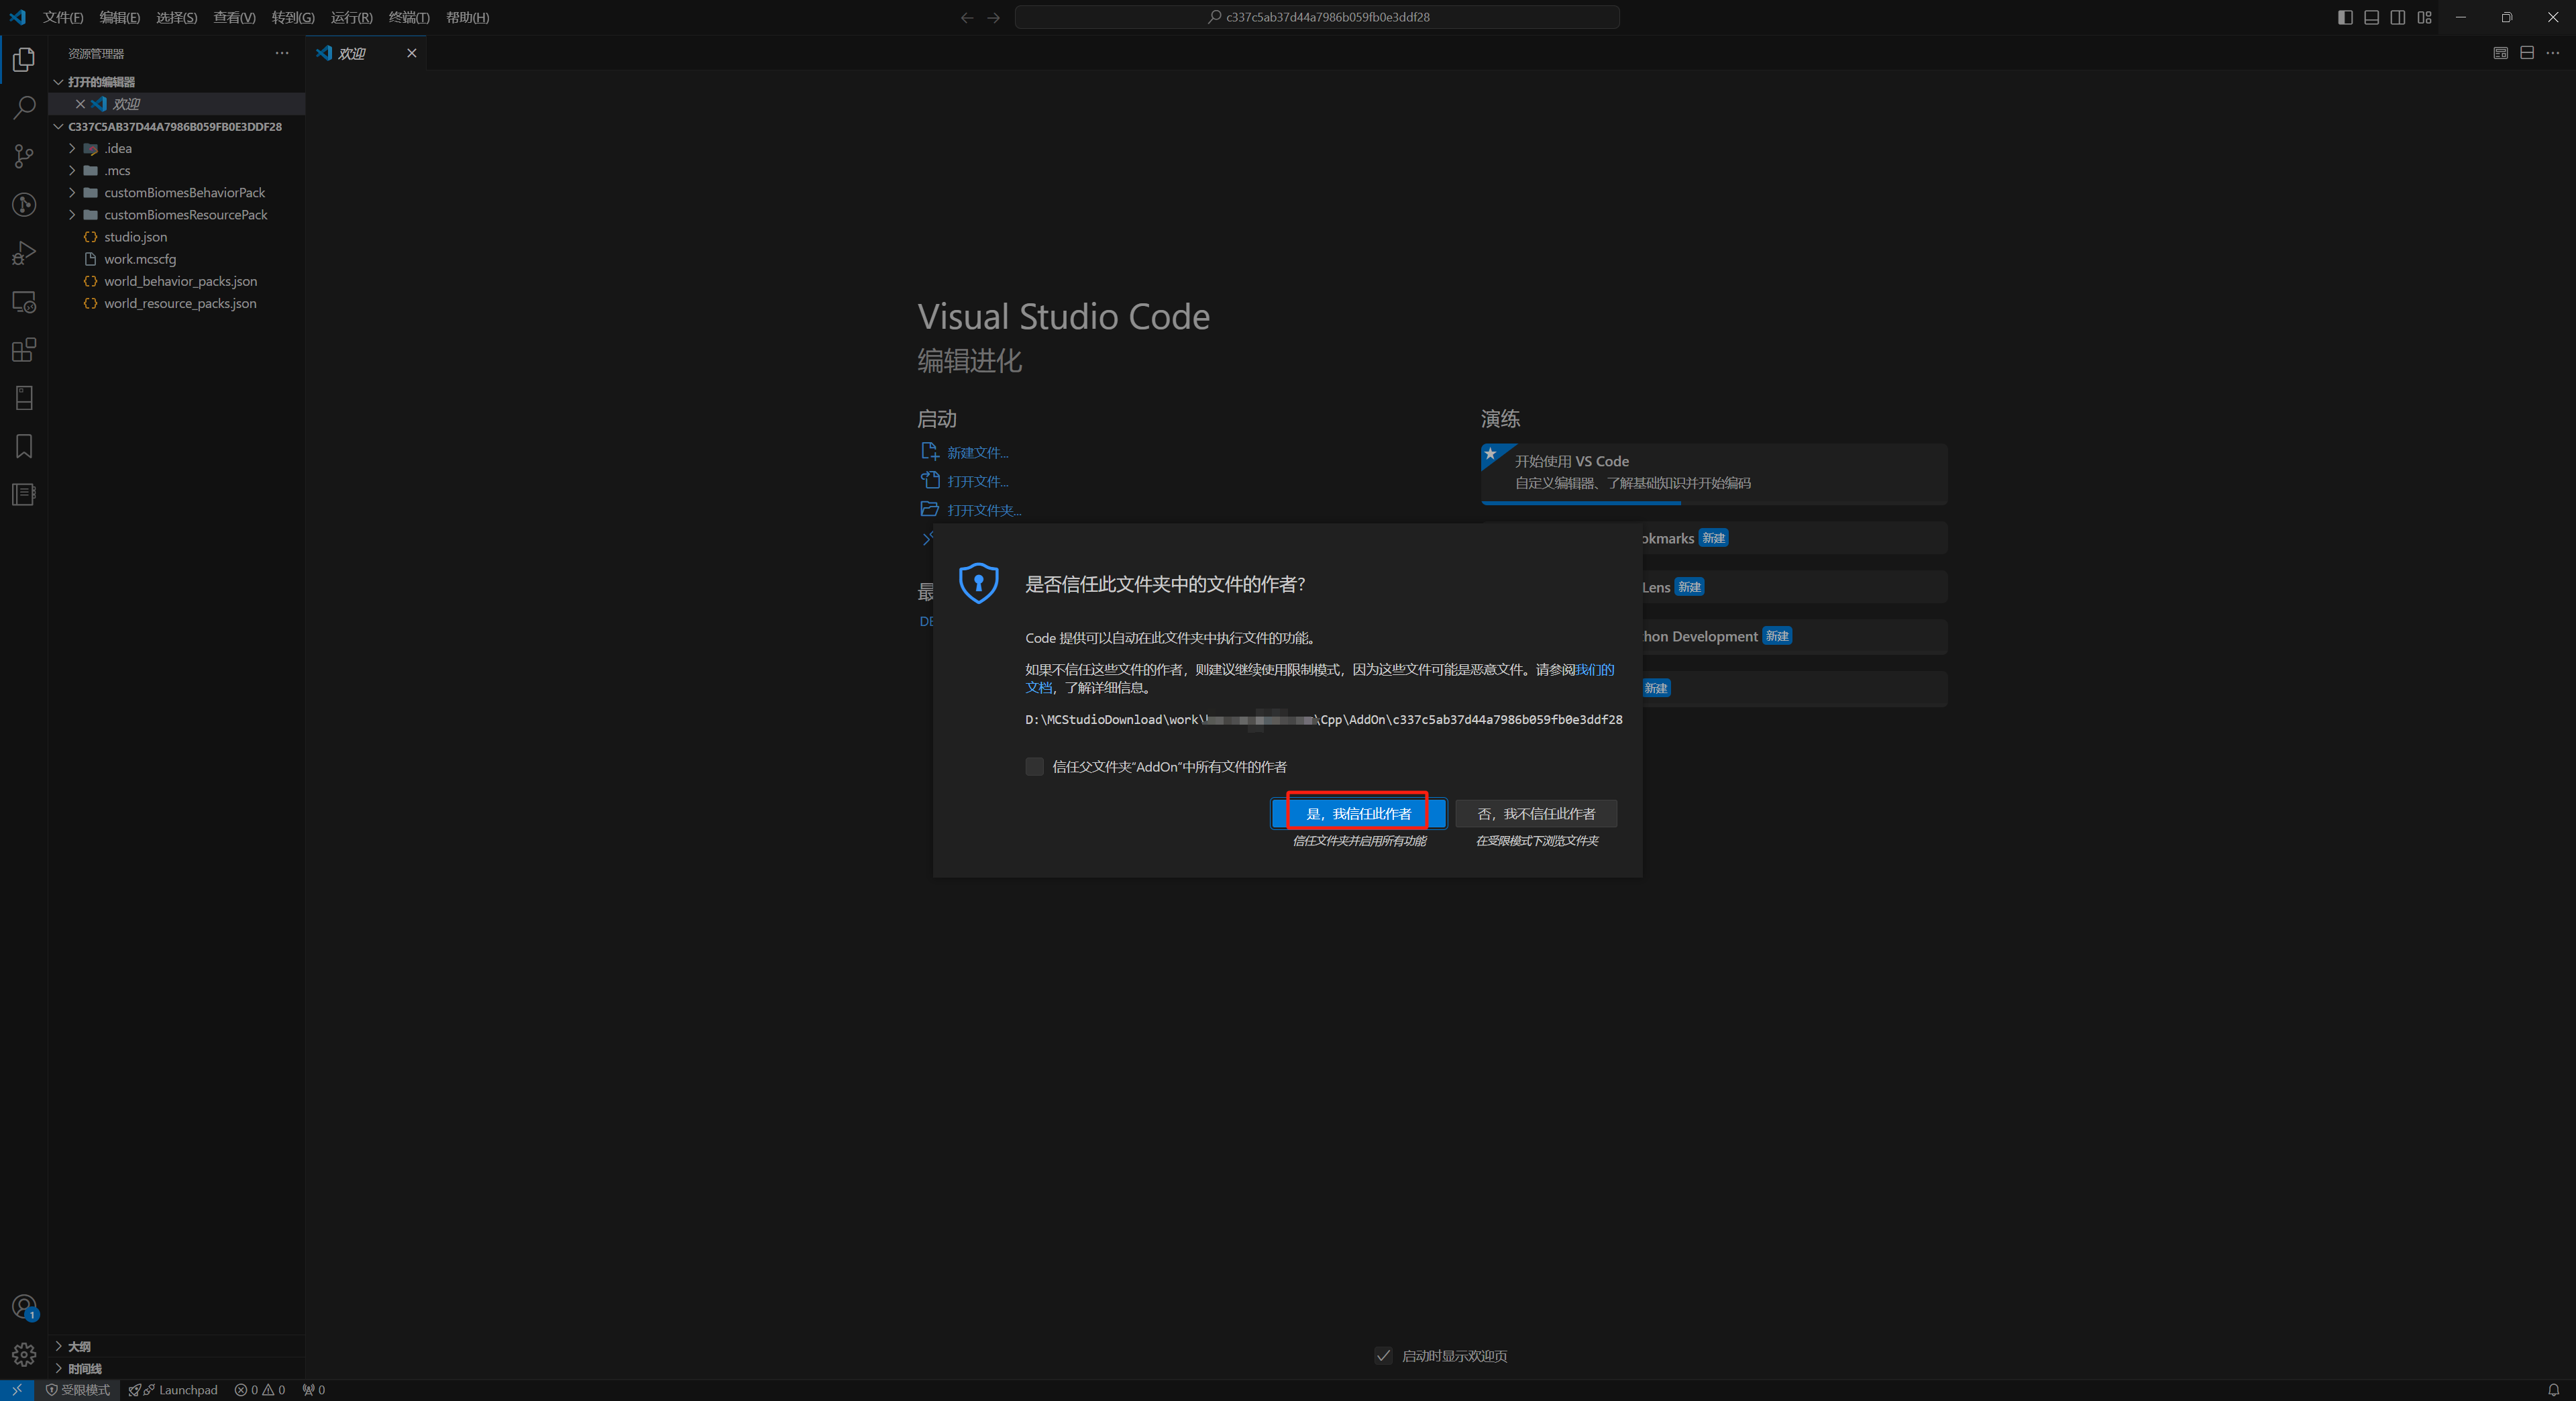 文件(F) 编辑(E) 选择(S) 查看(V) 转到(G) 运行(R) 终端(T) 帮助(H)
c337c5ab37d44a7986b059fb0e3ddf28
资源管理器
欢迎
打开的编辑器
欢迎
C337C5AB37D44A7986B059FB0E3DDF28
.idea
.mcs
customBiomesBehaviorPack
customBiomesResourcePack
studio.json
work.mcscfg
world_behavior_packs.json
world_resource_packs.json
Visual Studio Code
编辑进化
启动
新建文件...
打开文件...
打开文件夹...
最
DE
演练
开始使用 VS Code
自定义编辑器、了解基础知识并开始编码
okmarks 新建
Lens 新建
hon Development 新建
新建
是否信任此文件夹中的文件的作者?
Code 提供可以自动在此文件夹中执行文件的功能。
如果不信任这些文件的作者，则建议继续使用限制模式，因为这些文件可能是恶意文件。请参阅我们的
文档，了解详细信息。
D:\MCStudioDownload\work\ \Cpp\AddOn\c337c5ab37d44a7986b059fb0e3ddf28
信任父文件夹"AddOn"中所有文件的作者
是，我信任此作者
否，我不信任此作者
信任文件夹并启用所有功能
在受限模式下浏览文件夹
启动时显示欢迎页
1
大纲
时间线
受限模式 Launchpad 0 0 0